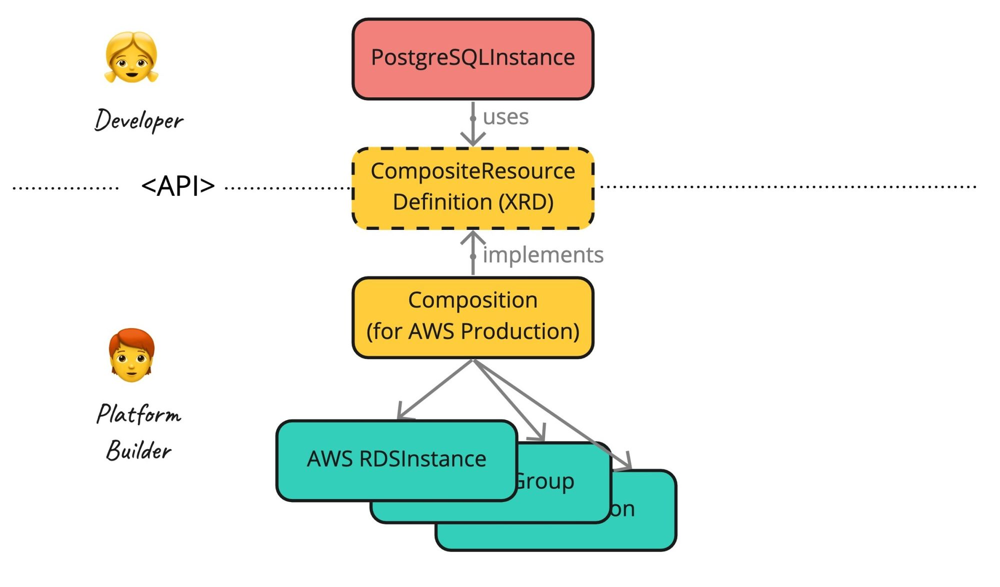 PostgreSQLInstance
Developer
uses
<API>
CompositeResource
Definition (XRD)
implements
Composition
(for AWS Production)
Platform
Builder
AWS RDSInstance
Group
on